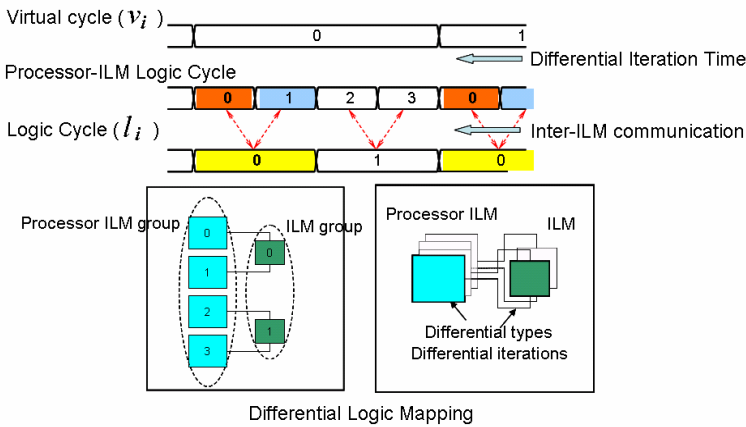 Virtual cycle (v i )
0 1
Differential Iteration Time
Processor-ILM Logic Cycle
0 1 2 3 0
Logic Cycle ( l i )
Inter-ILM communication
0 1 0
Processor ILM group
ILM group
0
0
1
2
1
3
Processor ILM
ILM
Differential types
Differential iterations
Differential Logic Mapping